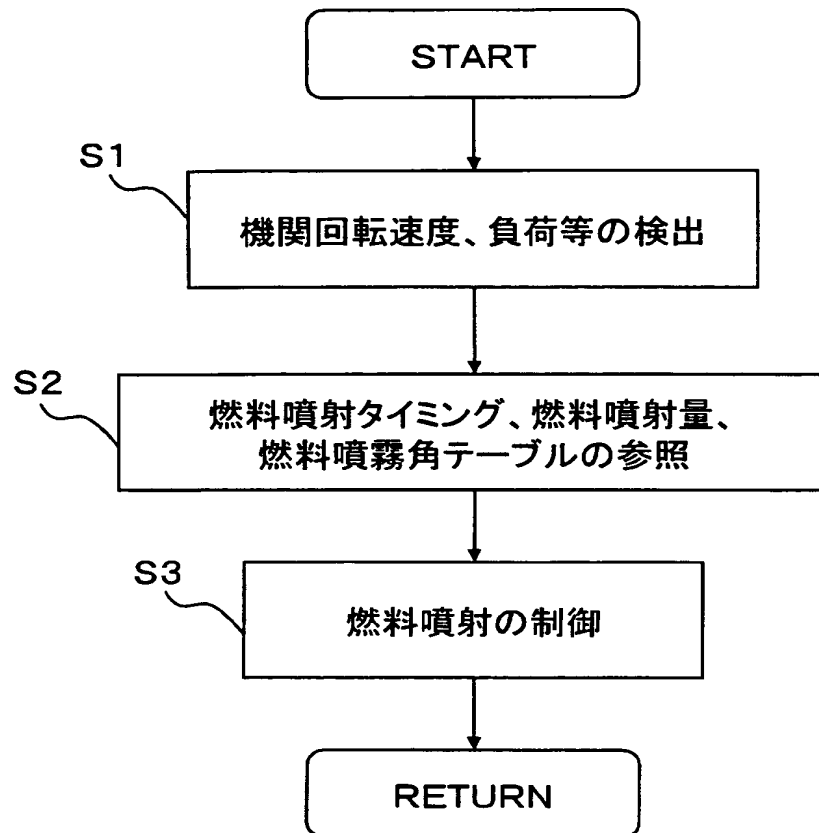 START
S1
機関回転速度、負荷等の検出
S2
燃料噴射タイミング、燃料噴射量、
燃料噴霧角テーブルの参照
S3
燃料噴射の制御
RETURN